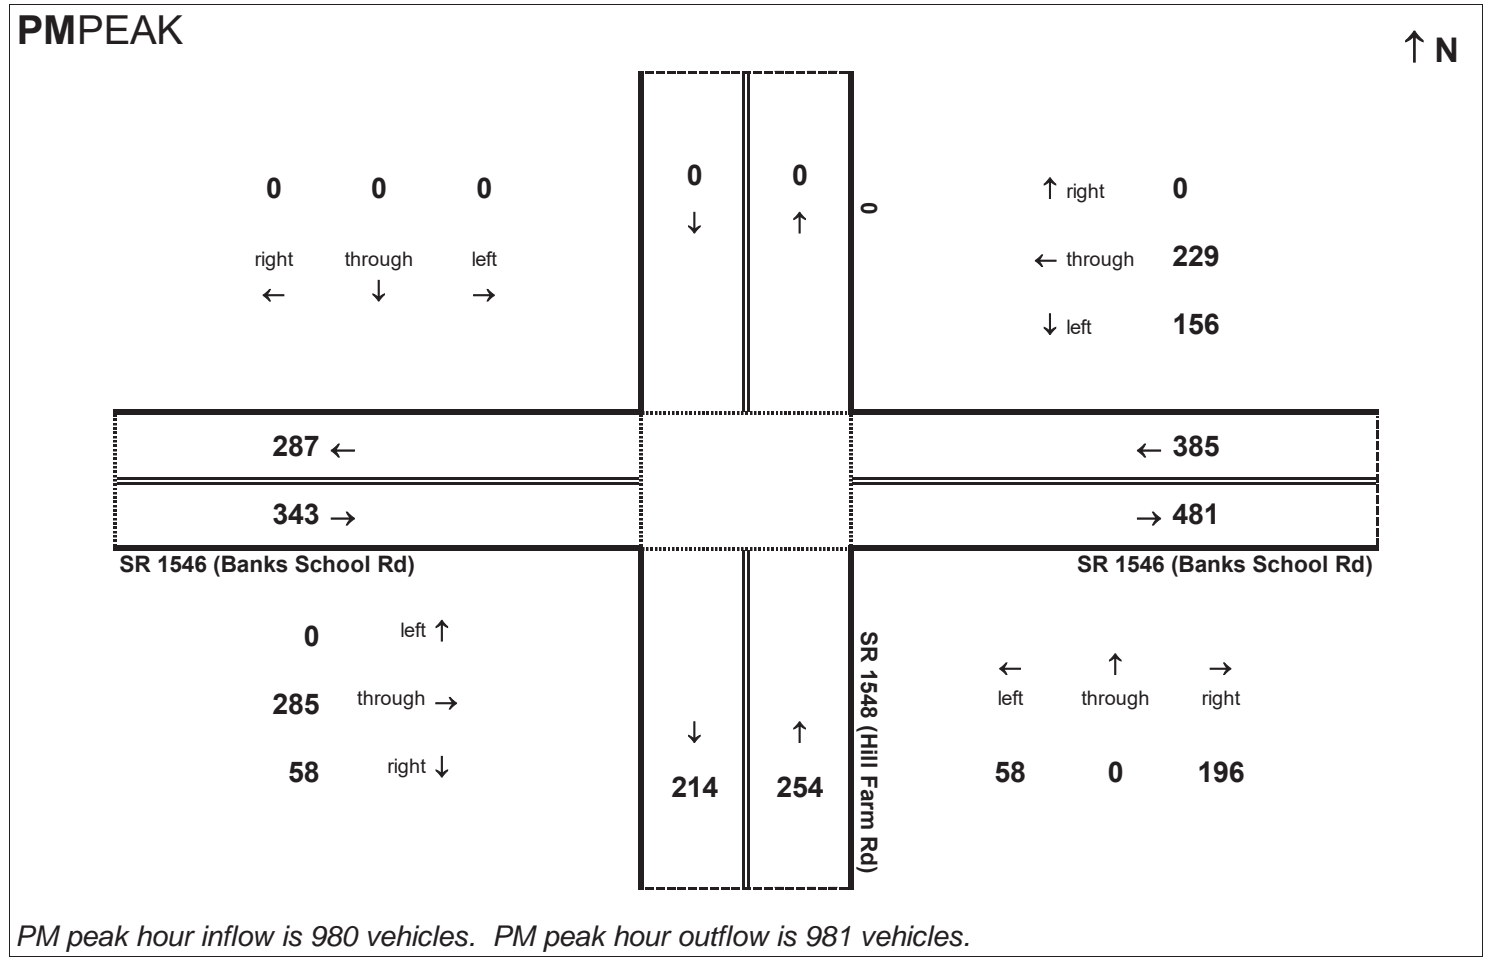 PMPEAK
↑ N
0 0 0
right through left
← ↓ →
0 0
↓ ↑
0
↑ right 0
← through 229
↓ left 156
287 ←
343 →
← 385
→ 481
SR 1546 (Banks School Rd)
SR 1546 (Banks School Rd)
0 left ↑
285 through →
58 right ↓
↓ ↑
214 254
SR 1548 (Hill Farm Rd)
← ↑ →
left through right
58 0 196
PM peak hour inflow is 980 vehicles. PM peak hour outflow is 981 vehicles.